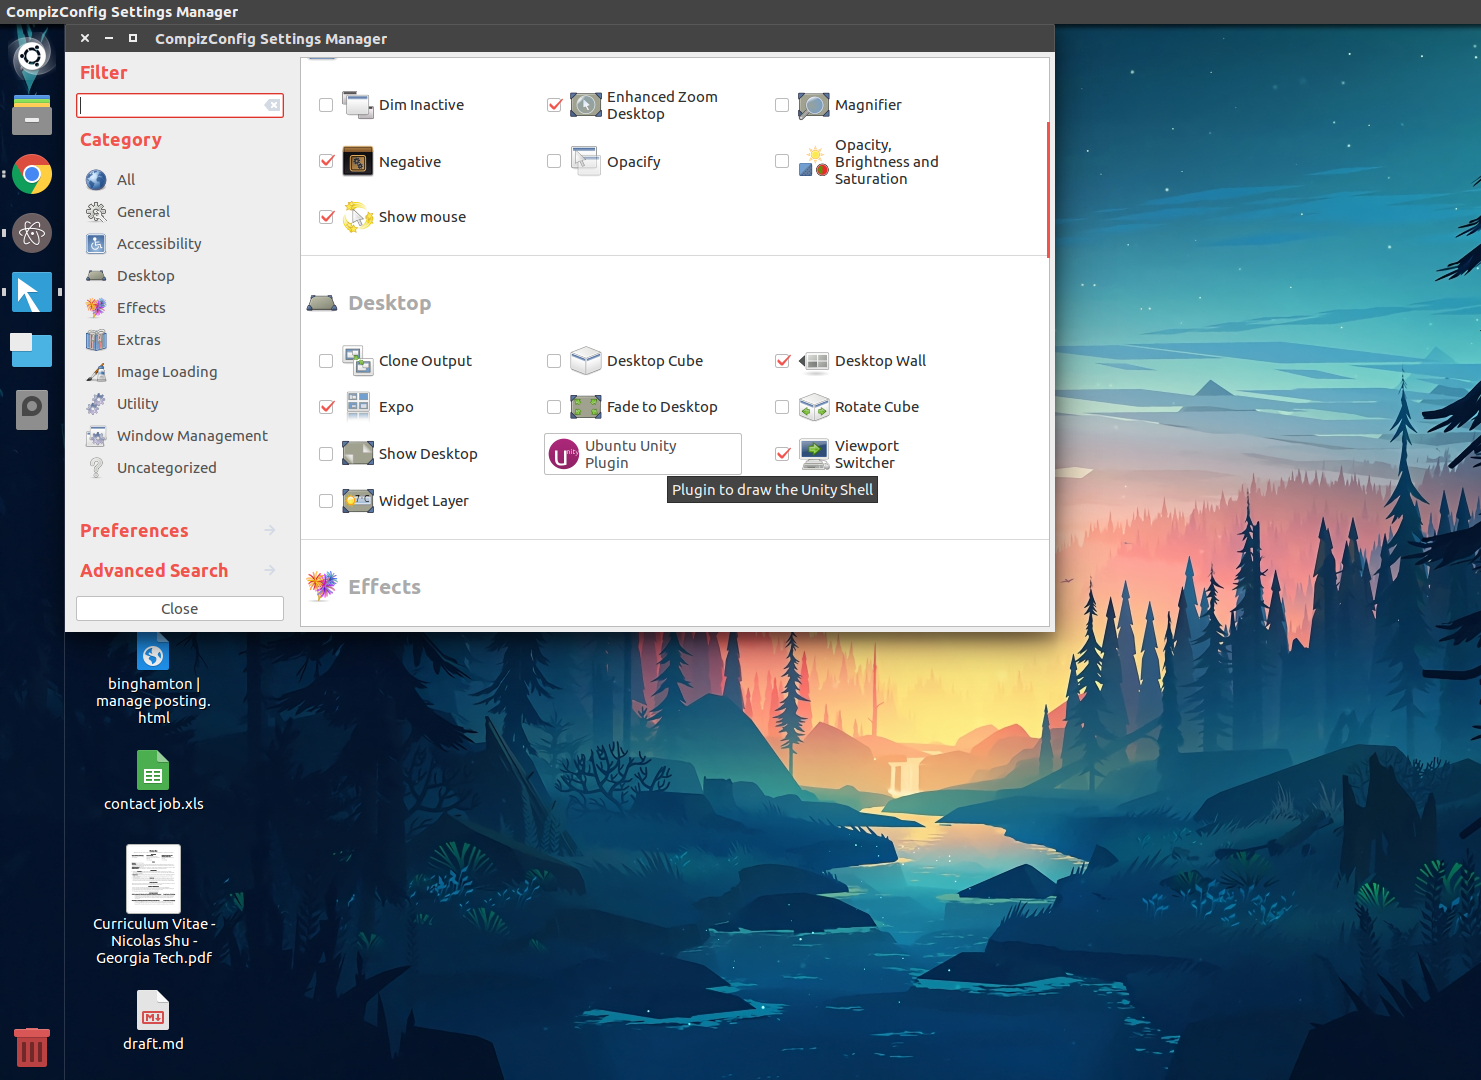 CompizConfig Settings Manager
CompizConfig Settings Manager
Filter
Category
All
General
Accessibility
Desktop
Effects
Extras
Image Loading
Utility
Window Management
Uncategorized
Preferences
Advanced Search
Close
Dim Inactive
Enhanced Zoom
Desktop
Magnifier
Negative
Opacify
Opacity,
Brightness and
Saturation
Show mouse
Desktop
Clone Output
Desktop Cube
Desktop Wall
Expo
Fade to Desktop
Rotate Cube
Show Desktop
Unity
Ubuntu Unity
Plugin
Viewport
Switcher
Plugin to draw the Unity Shell
7°C
Widget Layer
Effects
binghamton |
manage posting.
html
contact job.xls
Curriculum Vitae -
Nicolas Shu -
Georgia Tech.pdf
draft.md